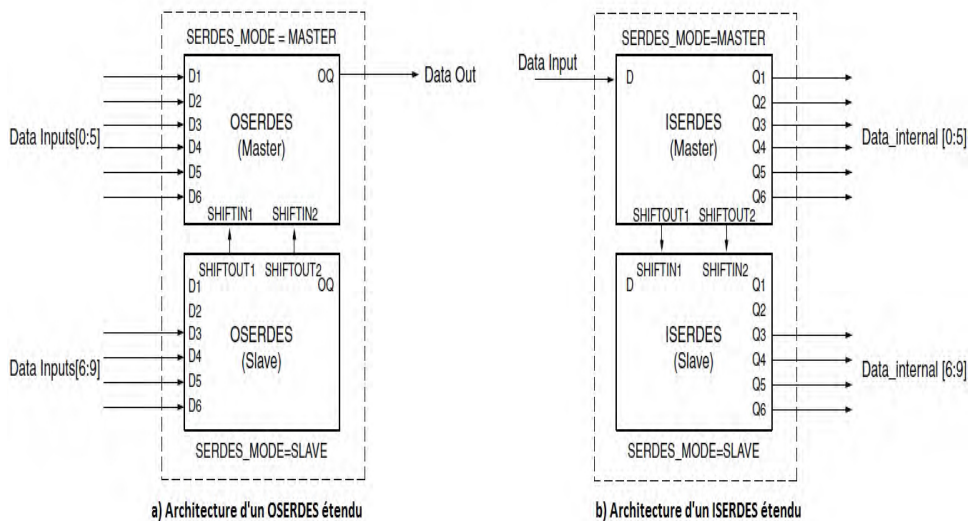 SERDES_MODE = MASTER
D1
D2
D3
D4
D5
D6
OQ
OSERDES
(Master)
SHIFTIN1 SHIFTIN2
Data Inputs[0:5]
Data Out
SHIFTOUT1 SHIFTOUT2
D1
D2
D3
D4
D5
D6
OQ
OSERDES
(Slave)
Data Inputs[6:9]
SERDES_MODE=SLAVE
a) Architecture d'un OSERDES étendu
SERDES_MODE=MASTER
Data Input
D
ISERDES
(Master)
Q1
Q2
Q3
Q4
Q5
Q6
Data_internal [0:5]
SHIFTOUT1 SHIFTOUT2
SHIFTIN1 SHIFTIN2
D
ISERDES
(Slave)
Q1
Q2
Q3
Q4
Q5
Q6
Data_internal [6:9]
SERDES_MODE=SLAVE
b) Architecture d'un ISERDES étendu